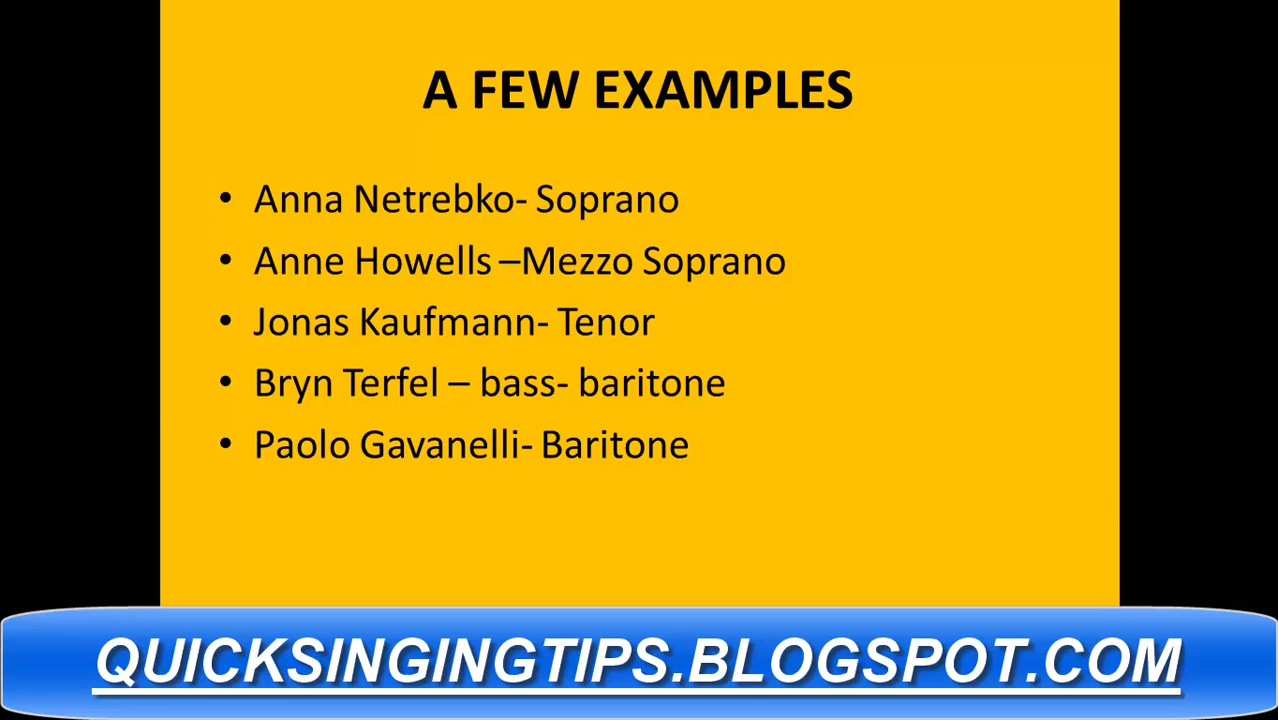 A FEW EXAMPLES
• Anna Netrebko- Soprano
• Anne Howells –Mezzo Soprano
• Jonas Kaufmann- Tenor
• Bryn Terfel – bass- baritone
• Paolo Gavanelli- Baritone
QUICKSINGINGTIPS.BLOGSPOT.COM